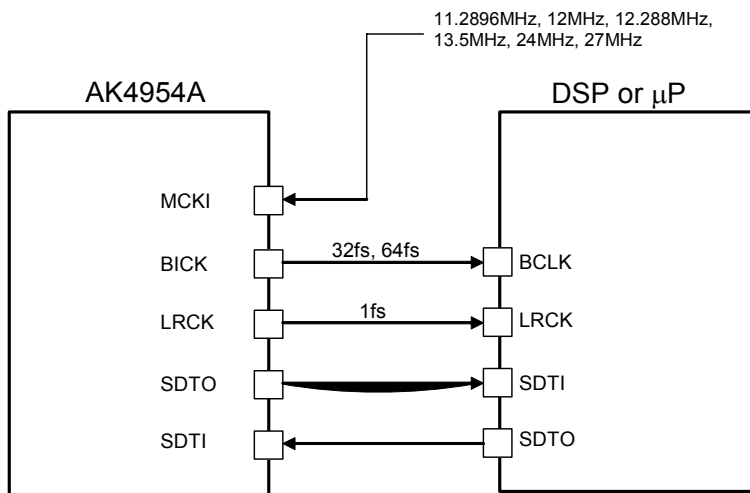 11.2896MHz, 12MHz, 12.288MHz,
13.5MHz, 24MHz, 27MHz
AK4954A
DSP or μP
MCKI
BICK
32fs, 64fs
BCLK
LRCK
1fs
LRCK
SDTO
SDTI
SDTI
SDTO